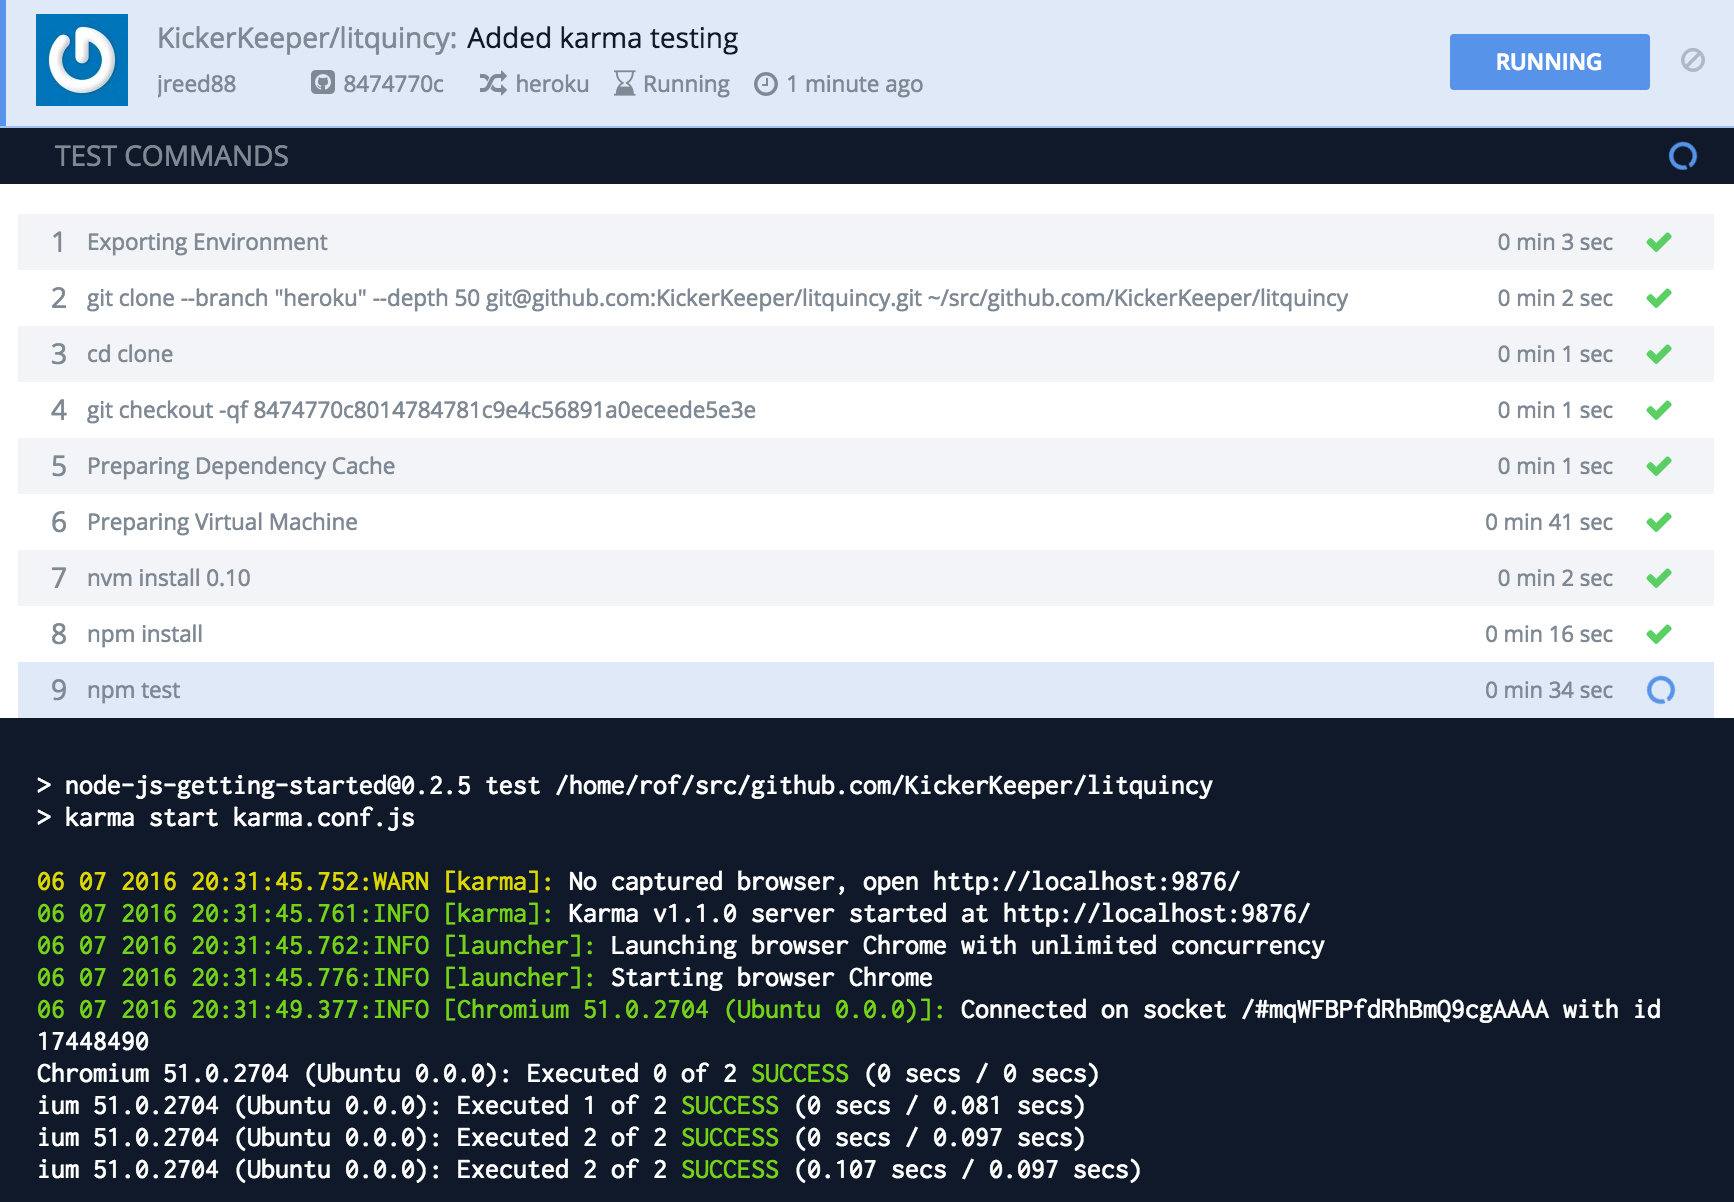 KickerKeeper/litquincy: Added karma testing
jreed88 8474770c heroku Running 1 minute ago
RUNNING
TEST COMMANDS
1 Exporting Environment 0 min 3 sec
2 git clone --branch "heroku" --depth 50 git@github.com:KickerKeeper/litquincy.git ~/src/github.com/KickerKeeper/litquincy 0 min 2 sec
3 cd clone 0 min 1 sec
4 git checkout -qf 8474770c8014784781c9e4c56891a0eceede5e3e 0 min 1 sec
5 Preparing Dependency Cache 0 min 1 sec
6 Preparing Virtual Machine 0 min 41 sec
7 nvm install 0.10 0 min 2 sec
8 npm install 0 min 16 sec
9 npm test 0 min 34 sec
> node-js-getting-started@0.2.5 test /home/rof/src/github.com/KickerKeeper/litquincy
> karma start karma.conf.js
06 07 2016 20:31:45.752:WARN [karma]: No captured browser, open http://localhost:9876/
06 07 2016 20:31:45.761:INFO [karma]: Karma v1.1.0 server started at http://localhost:9876/
06 07 2016 20:31:45.762:INFO [launcher]: Launching browser Chrome with unlimited concurrency
06 07 2016 20:31:45.776:INFO [launcher]: Starting browser Chrome
06 07 2016 20:31:49.377:INFO [Chromium 51.0.2704 (Ubuntu 0.0.0)]: Connected on socket /#mqWFBPfdRhBmQ9cgAAAA with id
17448490
Chromium 51.0.2704 (Ubuntu 0.0.0): Executed 0 of 2 SUCCESS (0 secs / 0 secs)
ium 51.0.2704 (Ubuntu 0.0.0): Executed 1 of 2 SUCCESS (0 secs / 0.081 secs)
ium 51.0.2704 (Ubuntu 0.0.0): Executed 2 of 2 SUCCESS (0 secs / 0.097 secs)
ium 51.0.2704 (Ubuntu 0.0.0): Executed 2 of 2 SUCCESS (0.107 secs / 0.097 secs)